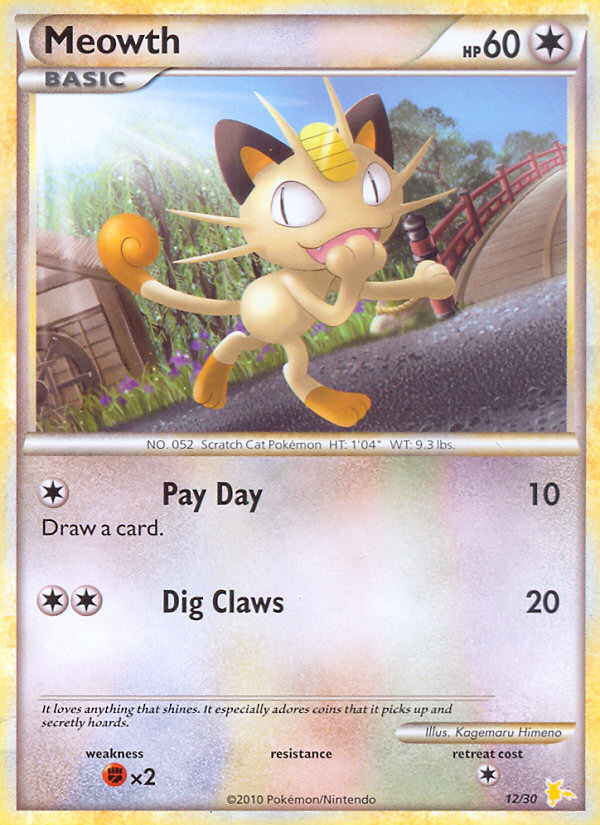 Meowth
HP 60
BASIC
NO. 052 Scratch Cat Pokémon HT: 1'04" WT: 9.3 lbs.
Pay Day 10
Draw a card.
Dig Claws 20
It loves anything that shines. It especially adores coins that it picks up and
secretly hoards.
Illus. Kagemaru Himeno
weakness resistance retreat cost
×2
©2010 Pokémon/Nintendo 12/30